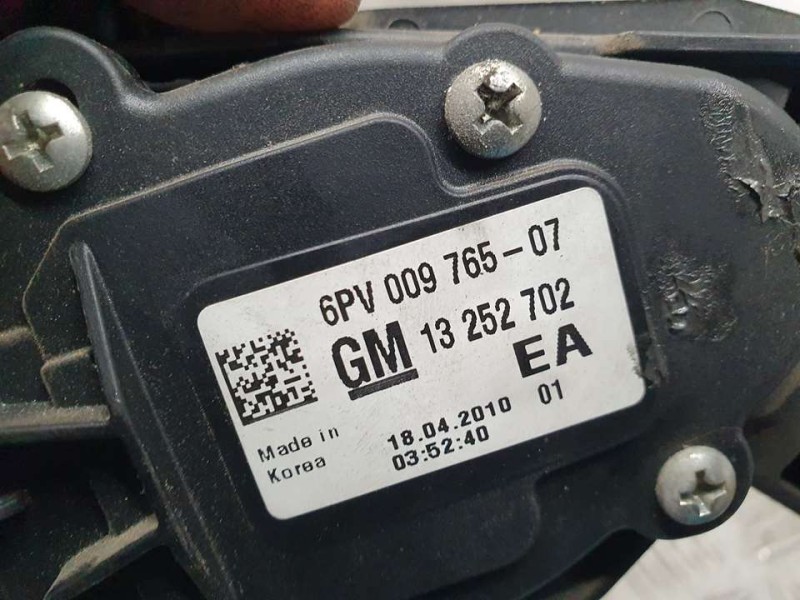 6PV 009 765-07
GM 13 252 702
EA
Made in
Korea
18.04.2010
03:52:40
01